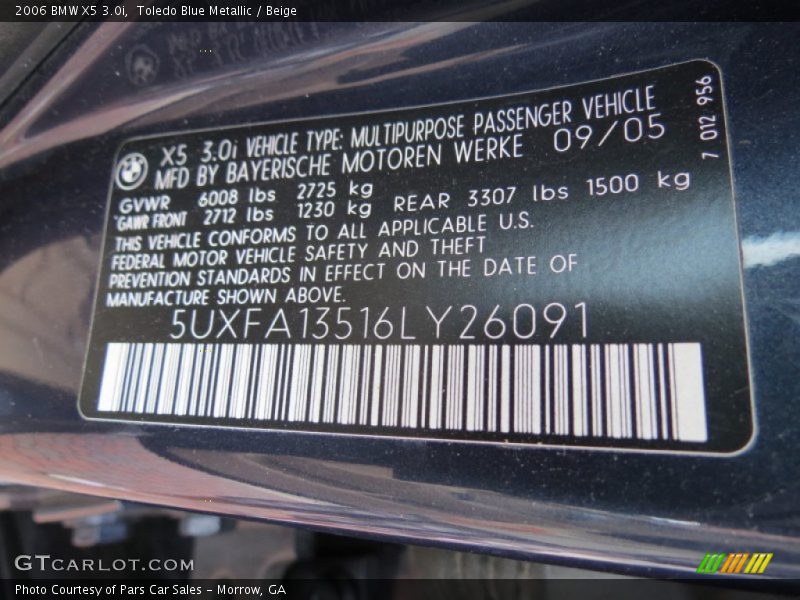 2006 BMW X5 3.0i, Toledo Blue Metallic / Beige
X5 3.0i VEHICLE TYPE: MULTIPURPOSE PASSENGER VEHICLE
MFD BY BAYERISCHE MOTOREN WERKE 09/05
7 012 956
GVWR 6008 lbs 2725 kg
*GAWR FRONT 2712 lbs 1230 kg REAR 3307 lbs 1500 kg
THIS VEHICLE CONFORMS TO ALL APPLICABLE U.S.
FEDERAL MOTOR VEHICLE SAFETY AND THEFT
PREVENTION STANDARDS IN EFFECT ON THE DATE OF
MANUFACTURE SHOWN ABOVE.
5UXFA13516LY26091
GTCARLOT.COM
Photo Courtesy of Pars Car Sales - Morrow, GA